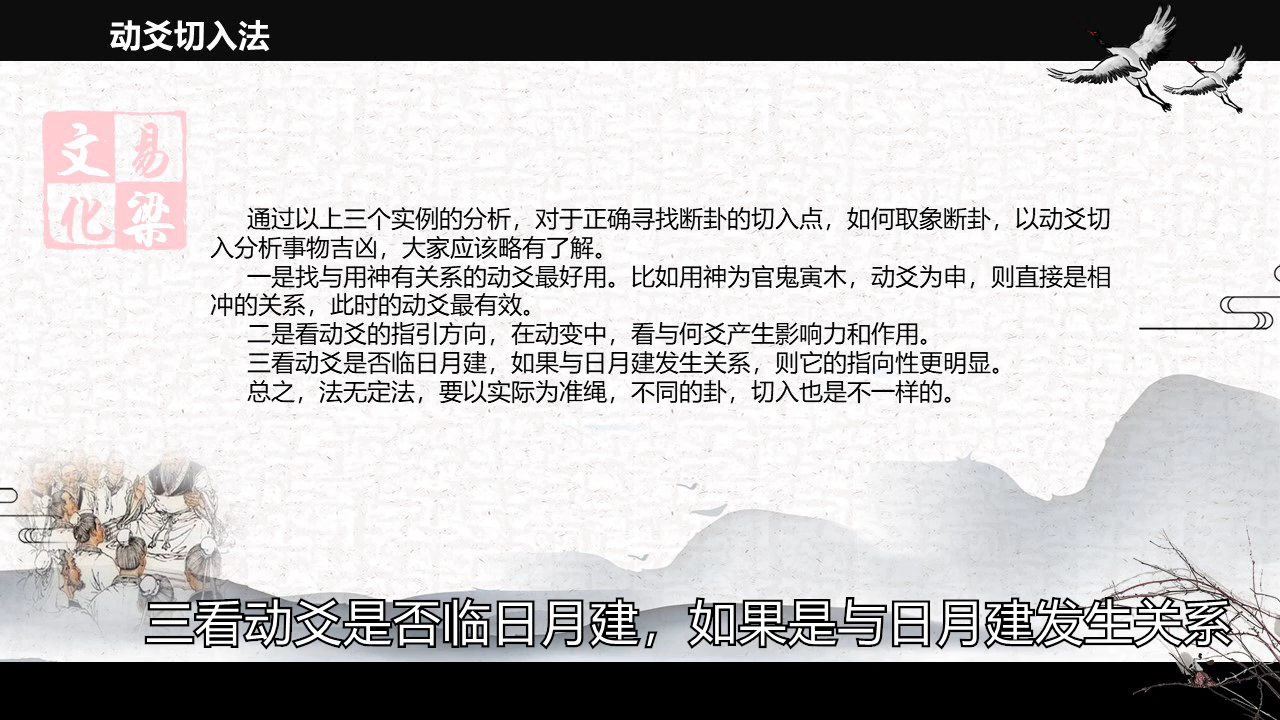 动爻切入法
易梁
文化
通过以上三个实例的分析，对于正确寻找断卦的切入点，如何取象断卦，以动爻切
入分析事物吉凶，大家应该略有了解。
一是找与用神有关系的动爻最好用。比如用神为官鬼寅木，动爻为申，则直接是相
冲的关系，此时的动爻最有效。
二是看动爻的指引方向，在动变中，看与何爻产生影响力和作用。
三看动爻是否临日月建，如果与日月建发生关系，则它的指向性更明显。
总之，法无定法，要以实际为准绳，不同的卦，切入也是不一样的。
三看动爻是否临日月建，如果是与日月建发生关系